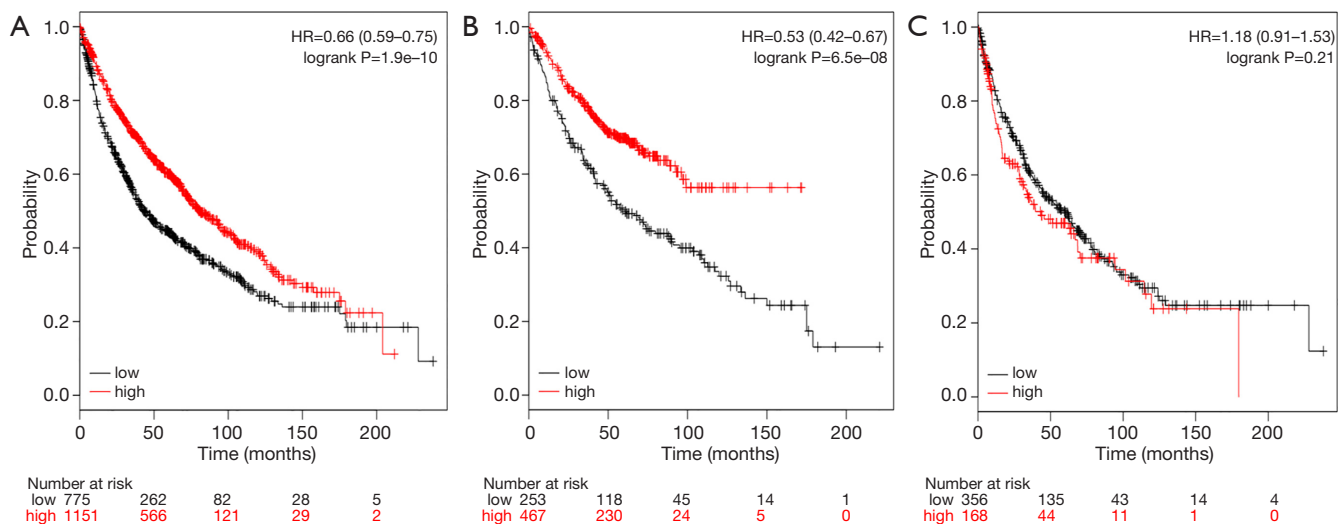 A
HR=0.66 (0.59–0.75)
logrank P=1.9e–10
1.0
0.8
0.6
0.4
0.2
0.0
Probability
low
high
0 50 100 150 200
Time (months)
Number at risk
low 775 262 82 28 5
high 1151 566 121 29 2
B
HR=0.53 (0.42–0.67)
logrank P=6.5e–08
1.0
0.8
0.6
0.4
0.2
0.0
Probability
low
high
0 50 100 150 200
Time (months)
Number at risk
low 253 118 45 14 1
high 467 230 24 5 0
C
HR=1.18 (0.91–1.53)
logrank P=0.21
1.0
0.8
0.6
0.4
0.2
0.0
Probability
low
high
0 50 100 150 200
Time (months)
Number at risk
low 356 135 43 14 4
high 168 44 11 1 0